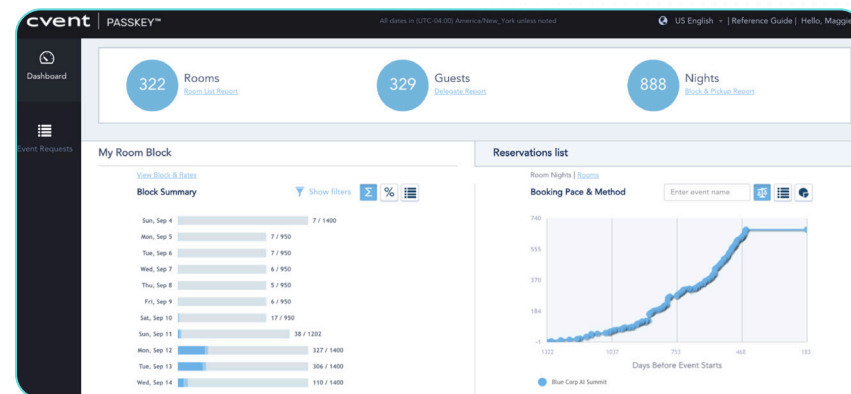 cvent | PASSKEY™
All dates in (UTC-04:00) America/New_York unless noted
US English | Reference Guide | Hello, Maggie
Dashboard
Event Requests
322 Rooms
Room List Report
329 Guests
Delegate Report
888 Nights
Block & Pickup Report
My Room Block
View Block & Rates
Block Summary
Show filters Σ %
Sun, Sep 4 7 / 1400
Mon, Sep 5 7 / 950
Tue, Sep 6 7 / 950
Wed, Sep 7 6 / 950
Thu, Sep 8 5 / 950
Fri, Sep 9 6 / 950
Sat, Sep 10 17 / 950
Sun, Sep 11 38 / 1202
Mon, Sep 12 327 / 1400
Tue, Sep 13 306 / 1400
Wed, Sep 14 110 / 1400
Reservations list
Room Nights | Rooms
Booking Pace & Method
Enter event name
740
555
370
184
-1
1322 1037 753 468 183
Days Before Event Starts
Blue Corp AI Summit